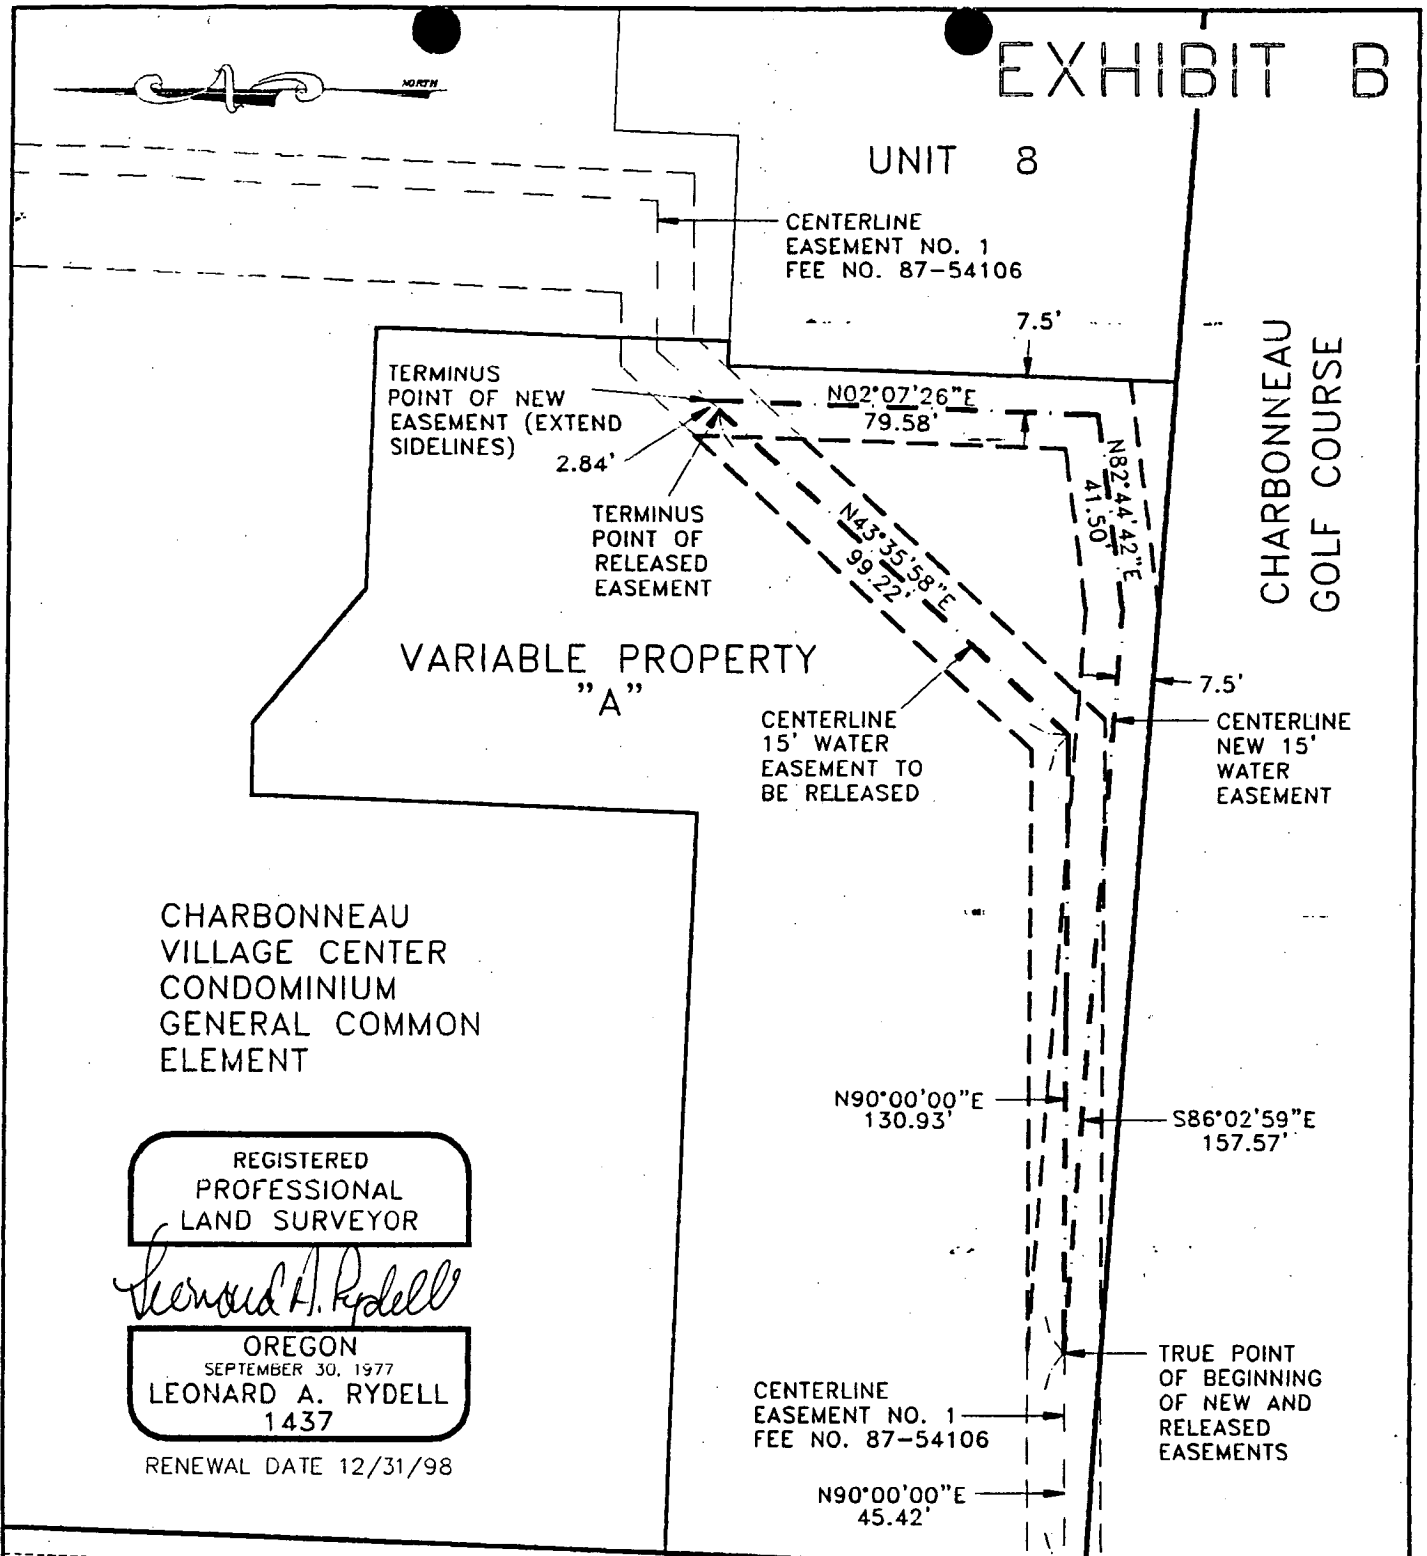 EXHIBIT B
NORTH
UNIT 8
CENTERLINE
EASEMENT NO. 1
FEE NO. 87-54106
7.5'
CHARBONNEAU
GOLF COURSE
TERMINUS
POINT OF NEW
EASEMENT (EXTEND
SIDELINES)
2.84'
N02°07'26"E
79.58'
N82°44'42"E
41.50'
TERMINUS
POINT OF
RELEASED
EASEMENT
N43°35'58"E
99.22'
VARIABLE PROPERTY
"A"
7.5'
CENTERLINE
15' WATER
EASEMENT TO
BE RELEASED
CENTERLINE
NEW 15'
WATER
EASEMENT
CHARBONNEAU
VILLAGE CENTER
CONDOMINIUM
GENERAL COMMON
ELEMENT
N90°00'00"E
130.93'
S86°02'59"E
157.57'
REGISTERED
PROFESSIONAL
LAND SURVEYOR
Leonard A. Rydell
OREGON
SEPTEMBER 30, 1977
LEONARD A. RYDELL
1437
RENEWAL DATE 12/31/98
TRUE POINT
OF BEGINNING
OF NEW AND
RELEASED
EASEMENTS
CENTERLINE
EASEMENT NO. 1
FEE NO. 87-54106
N90°00'00"E
45.42'